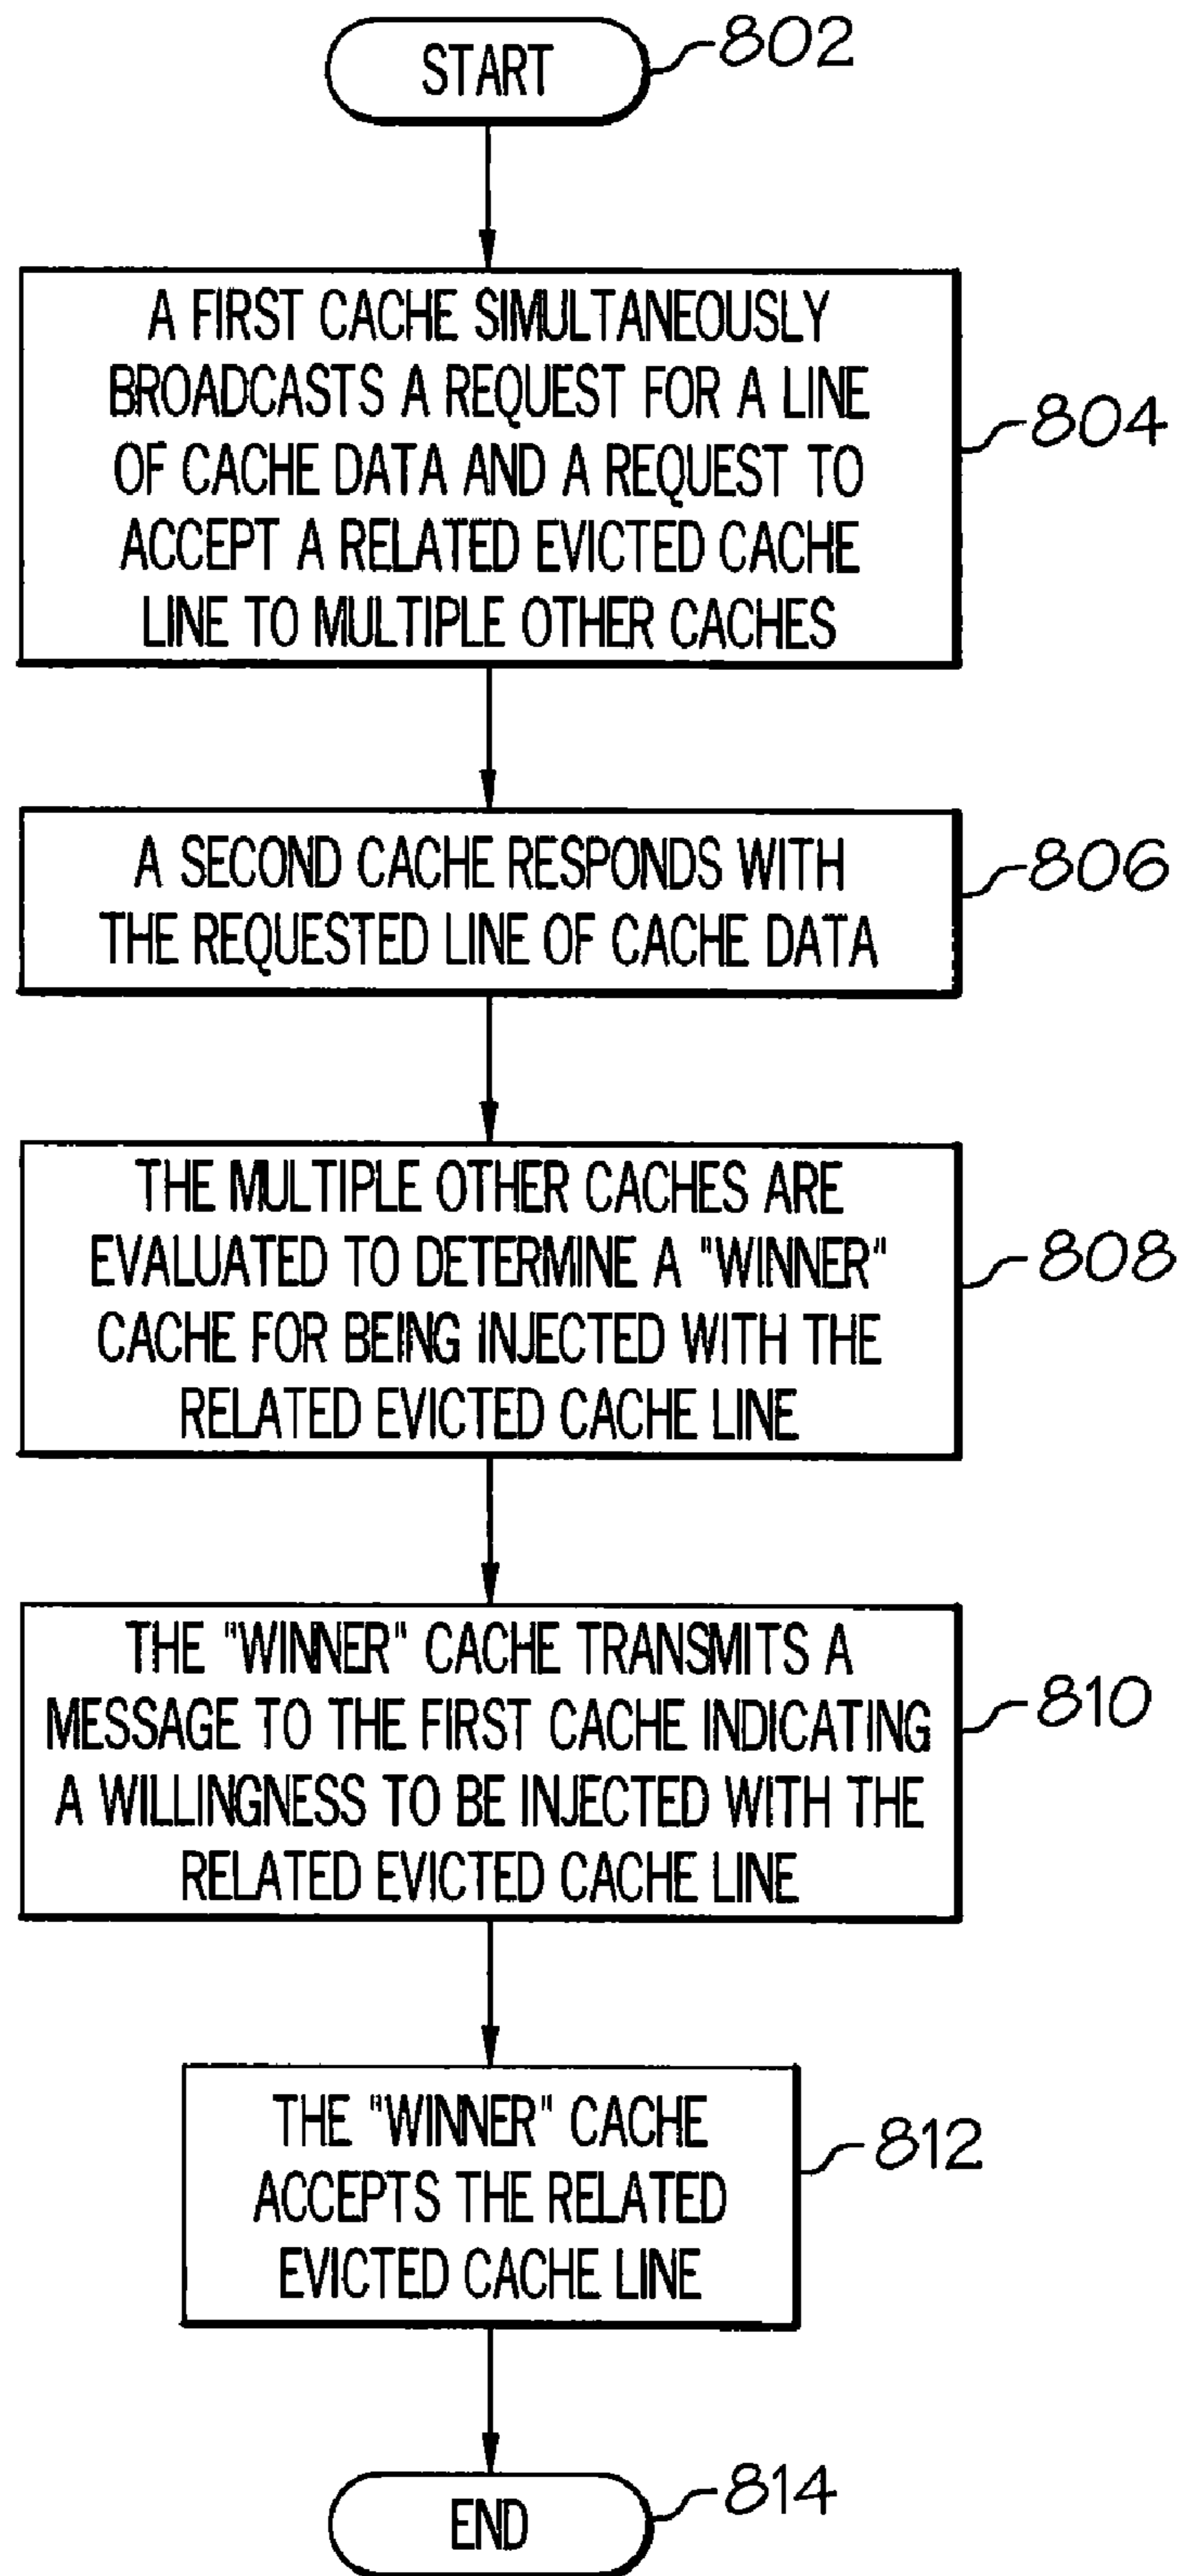 START
802
A FIRST CACHE SIMULTANEOUSLY
BROADCASTS A REQUEST FOR A LINE
OF CACHE DATA AND A REQUEST TO
ACCEPT A RELATED EVICTED CACHE
LINE TO MULTIPLE OTHER CACHES
804
A SECOND CACHE RESPONDS WITH
THE REQUESTED LINE OF CACHE DATA
806
THE MULTIPLE OTHER CACHES ARE
EVALUATED TO DETERMINE A "WINNER"
CACHE FOR BEING INJECTED WITH THE
RELATED EVICTED CACHE LINE
808
THE "WINNER" CACHE TRANSMITS A
MESSAGE TO THE FIRST CACHE INDICATING
A WILLINGNESS TO BE INJECTED WITH THE
RELATED EVICTED CACHE LINE
810
THE "WINNER" CACHE
ACCEPTS THE RELATED
EVICTED CACHE LINE
812
END
814